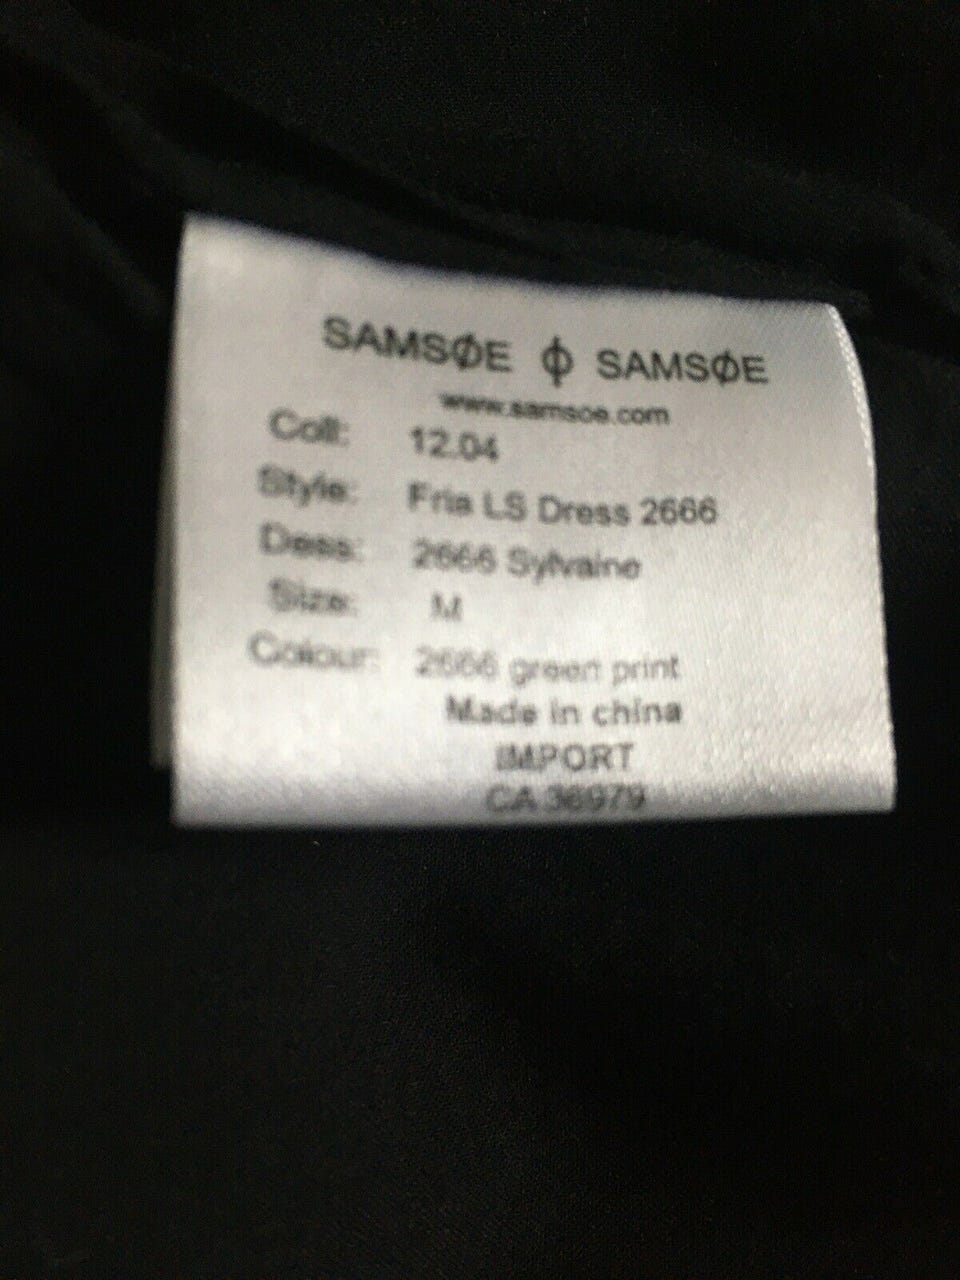 SAMSØE ϕ SAMSØE
www.samsoe.com
Coll: 12.04
Style: Fria LS Dress 2666
Dess: 2666 Sylvaine
Size: M
Colour: 2666 green print
Made in china
IMPORT
CA 36979